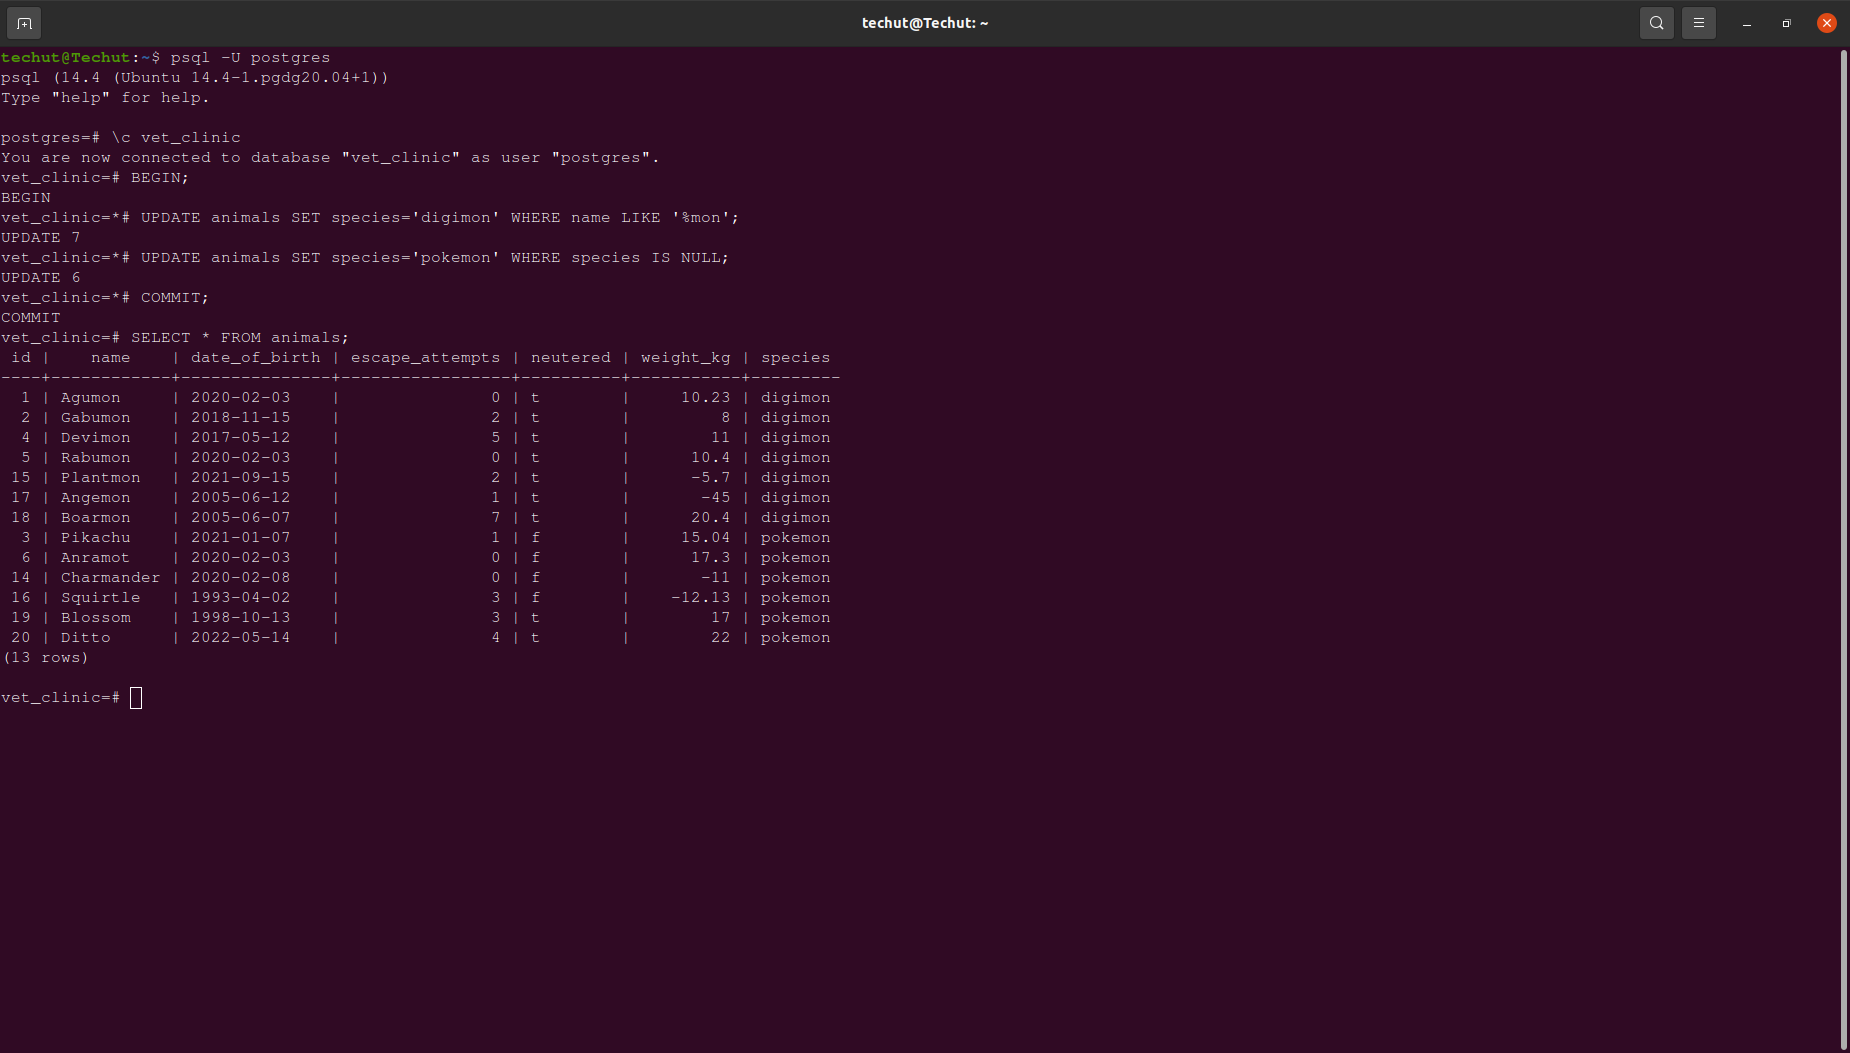 techut@Techut: ~
techut@Techut:~$ psql -U postgres
psql (14.4 (Ubuntu 14.4-1.pgdg20.04+1))
Type "help" for help.

postgres=# \c vet_clinic
You are now connected to database "vet_clinic" as user "postgres".
vet_clinic=# BEGIN;
BEGIN
vet_clinic=*# UPDATE animals SET species='digimon' WHERE name LIKE '%mon';
UPDATE 7
vet_clinic=*# UPDATE animals SET species='pokemon' WHERE species IS NULL;
UPDATE 6
vet_clinic=*# COMMIT;
COMMIT
vet_clinic=# SELECT * FROM animals;
 id |    name    | date_of_birth | escape_attempts | neutered | weight_kg | species
----+------------+---------------+-----------------+----------+-----------+---------
  1 | Agumon     | 2020-02-03    |               0 | t        |     10.23 | digimon
  2 | Gabumon    | 2018-11-15    |               2 | t        |         8 | digimon
  4 | Devimon    | 2017-05-12    |               5 | t        |        11 | digimon
  5 | Rabumon    | 2020-02-03    |               0 | t        |      10.4 | digimon
 15 | Plantmon   | 2021-09-15    |               2 | t        |      -5.7 | digimon
 17 | Angemon    | 2005-06-12    |               1 | t        |       -45 | digimon
 18 | Boarmon    | 2005-06-07    |               7 | t        |      20.4 | digimon
  3 | Pikachu    | 2021-01-07    |               1 | f        |     15.04 | pokemon
  6 | Anramot    | 2020-02-03    |               0 | f        |      17.3 | pokemon
 14 | Charmander | 2020-02-08    |               0 | f        |       -11 | pokemon
 16 | Squirtle   | 1993-04-02    |               3 | f        |    -12.13 | pokemon
 19 | Blossom    | 1998-10-13    |               3 | t        |        17 | pokemon
 20 | Ditto      | 2022-05-14    |               4 | t        |        22 | pokemon
(13 rows)

vet_clinic=#